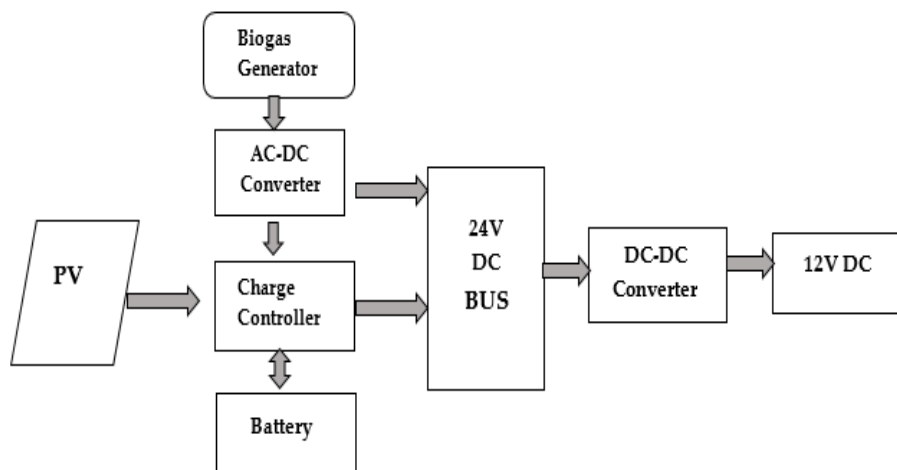 Biogas
Generator
AC-DC
Converter
PV
Charge
Controller
Battery
24V
DC
BUS
DC-DC
Converter
12V DC